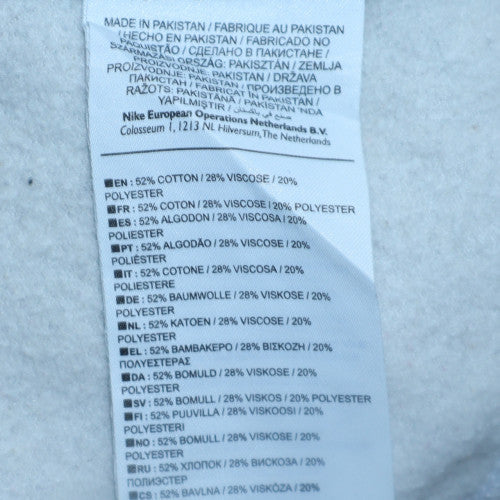 MADE IN PAKISTAN / FABRIQUE AU PAKISTAN
/ HECHO EN PAKISTAN / FABRICADO NO
PAQUISTÃO / СДЕЛАНО В ПАКИСТАНЕ /
SZÁRMAZÁSI ORSZÁG: PAKISZTÁN / ZEMLJA
PROIZVODNJE: PAKISTAN / DRŽAVA
PROIZVODNJE: PAKISTAN / ПРОИЗВЕДЕНО В
ПАКИСТАН / FABRICAT ÎN PAKISTAN /
RAŽOTS: PAKISTĀNĀ / PAKISTAN 'NDA
YAPILMIŞTIR / صنع في باكستان
Nike European Operations Netherlands B.V.
Colosseum 1, 1213 NL Hilversum, The Netherlands
EN : 52% COTTON / 28% VISCOSE / 20%
POLYESTER
FR : 52% COTON / 28% VISCOSE / 20% POLYESTER
ES : 52% ALGODON / 28% VISCOSA / 20%
POLIESTER
PT : 52% ALGODÃO / 28% VISCOSE / 20%
POLIÉSTER
IT : 52% COTONE / 28% VISCOSA / 20%
POLIESTERE
DE : 52% BAUMWOLLE / 28% VISKOSE / 20%
POLYESTER
NL : 52% KATOEN / 28% VISCOSE / 20%
POLYESTER
EL : 52% ΒΑΜΒΑΚΕΡΟ / 28% ΒΙΣΚΟΖΗ / 20%
ΠΟΛΥΕΣΤΕΡΑΣ
DA : 52% BOMULD / 28% VISKOSE / 20%
POLYESTER
SV : 52% BOMULL / 28% VISKOS / 20% POLYESTER
FI : 52% PUUVILLA / 28% VISKOOSI / 20%
POLYESTERI
NO : 52% BOMULL / 28% VISKOSE / 20%
POLYESTER
RU : 52% ХЛОПОК / 28% ВИСКОЗА / 20%
ПОЛИЭСТЕР
CS : 52% BAVLNA / 28% VISKÓZA / 20%